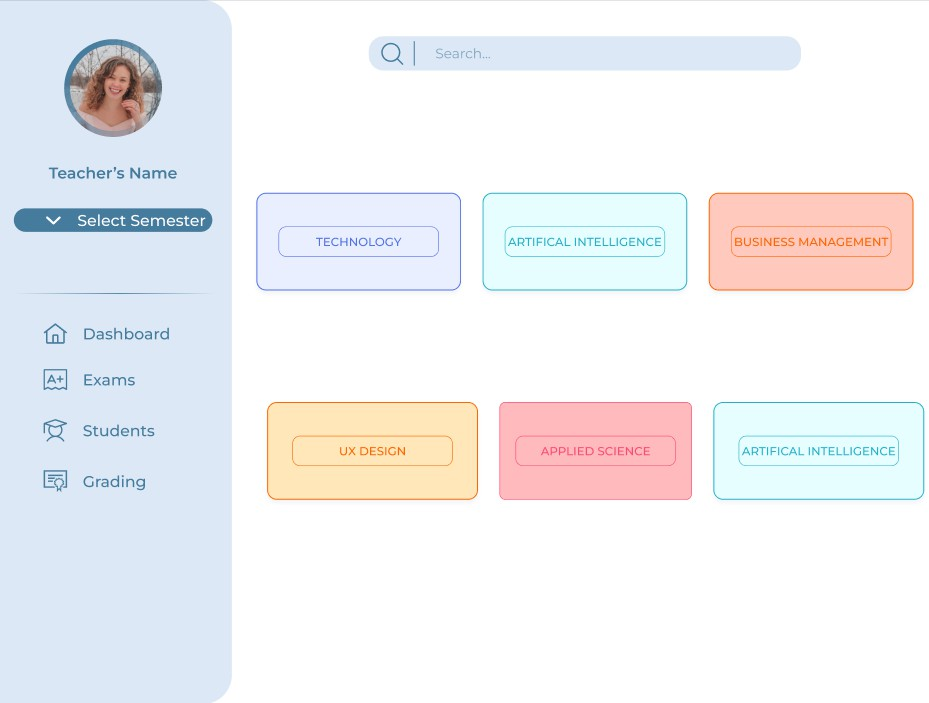 Search...
Teacher’s Name
Select Semester
TECHNOLOGY
ARTIFICAL INTELLIGENCE
BUSINESS MANAGEMENT
Dashboard
A+
Exams
Students
Grading
UX DESIGN
APPLIED SCIENCE
ARTIFICAL INTELLIGENCE